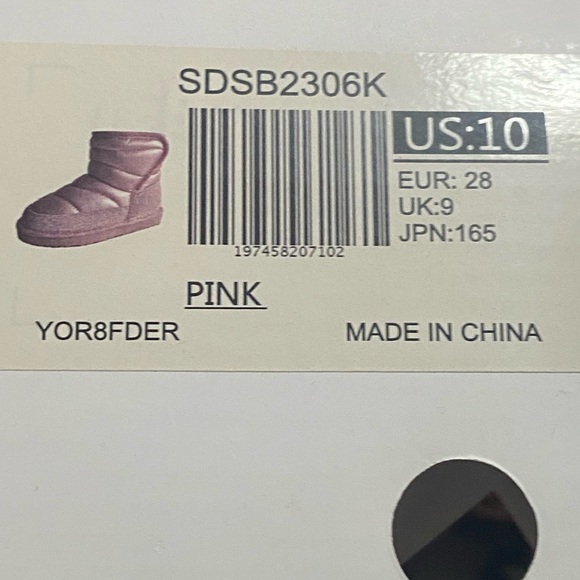 SDSB2306K
US:10
EUR: 28
UK:9
JPN:165
197458207102
PINK
YOR8FDER
MADE IN CHINA